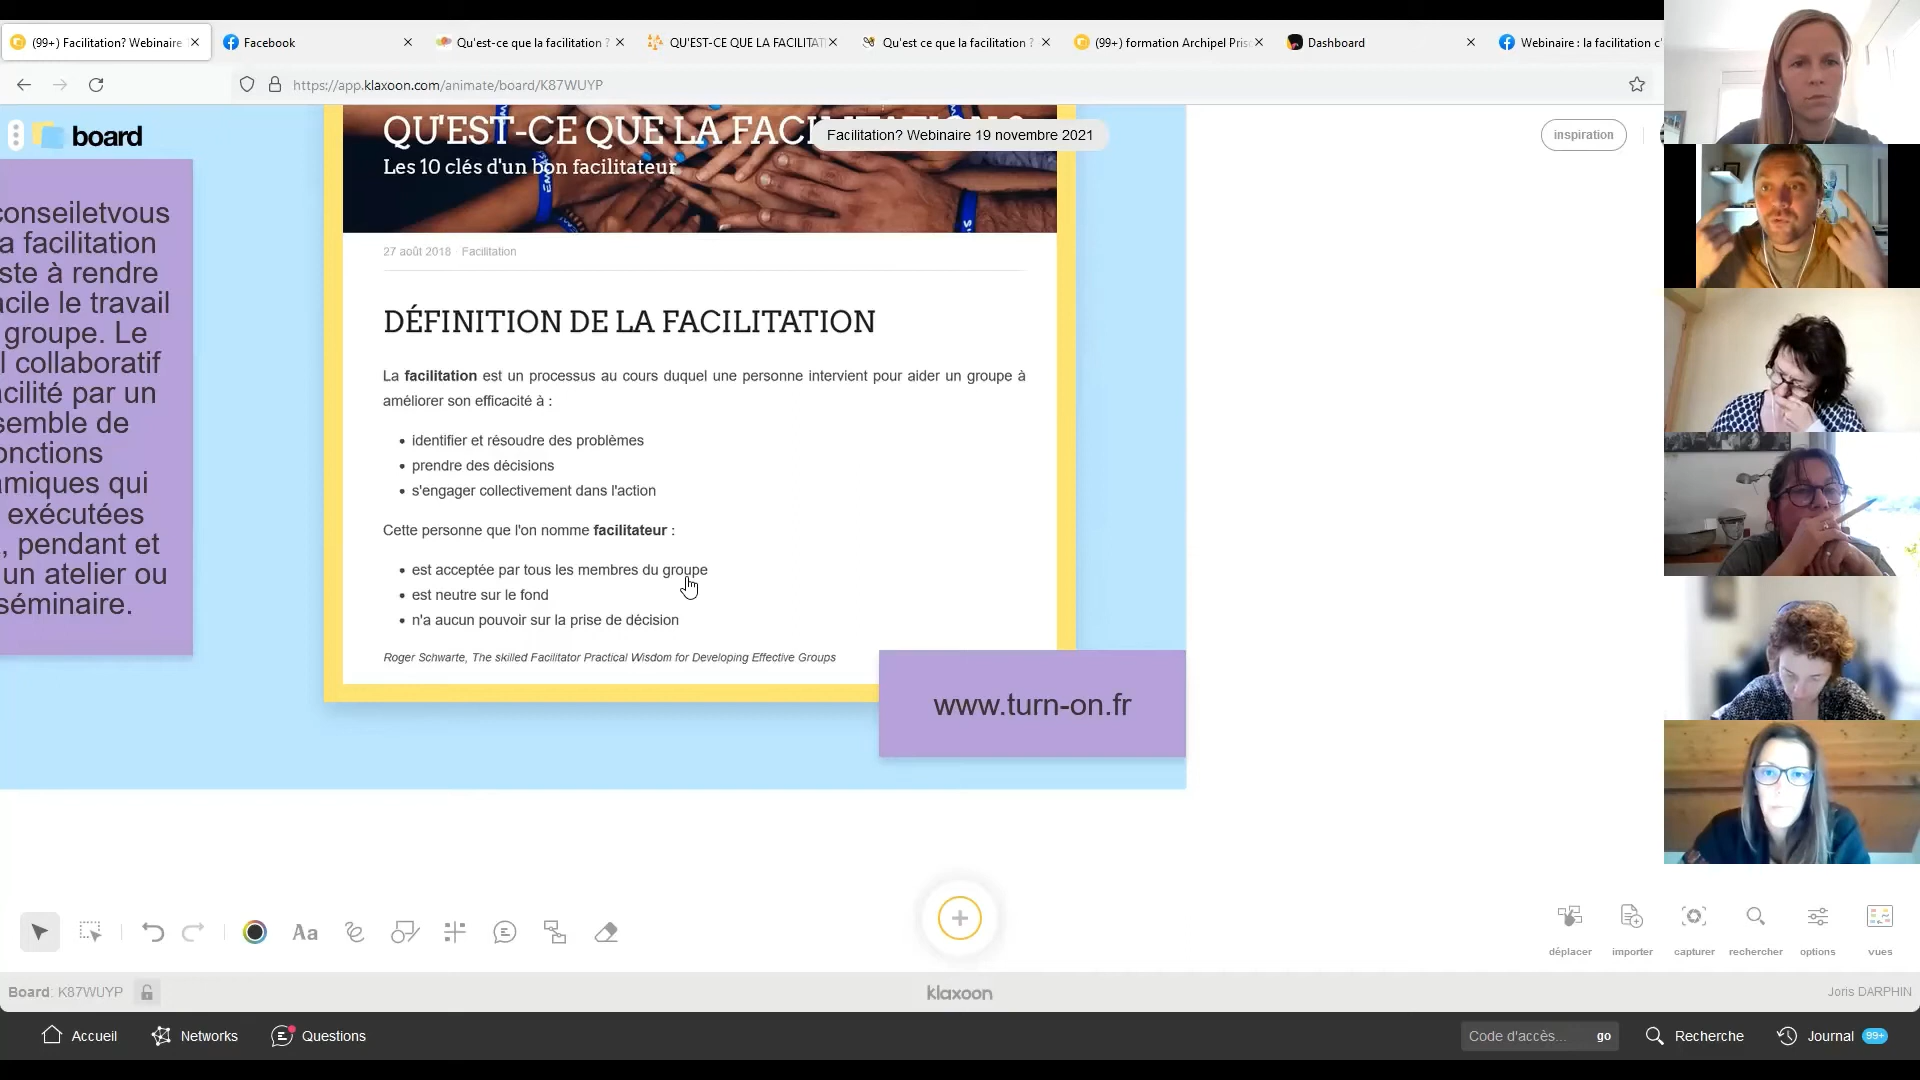 (99+) Facilitation? Webinaire
Facebook
Qu'est-ce que la facilitation ?
QU'EST-CE QUE LA FACILITAT
Qu'est ce que la facilitation ?
(99+) formation Archipel Pris
Dashboard
Webinaire : la facilitation c'
https://app.klaxoon.com/animate/board/K87WUYP
board
QU'EST-CE QUE LA FACI
Facilitation? Webinaire 19 novembre 2021
inspiration
Les 10 clés d'un bon facilitateur
27 août 2018 · Facilitation
conseiletvous
a facilitation
ste à rendre
acile le travail
groupe. Le
l collaboratif
acilité par un
semble de
onctions
amiques qui
exécutées
, pendant et
un atelier ou
séminaire.
DÉFINITION DE LA FACILITATION
La facilitation est un processus au cours duquel une personne intervient pour aider un groupe à
améliorer son efficacité à :
• identifier et résoudre des problèmes
• prendre des décisions
• s'engager collectivement dans l'action
Cette personne que l'on nomme facilitateur :
• est acceptée par tous les membres du groupe
• est neutre sur le fond
• n'a aucun pouvoir sur la prise de décision
Roger Schwarte, The skilled Facilitator Practical Wisdom for Developing Effective Groups
www.turn-on.fr
Aa
déplacer
importer
capturer
rechercher
options
vues
Board: K87WUYP
klaxoon
Joris DARPHIN
Accueil
Networks
Questions
Code d'accès...
go
Recherche
Journal
99+